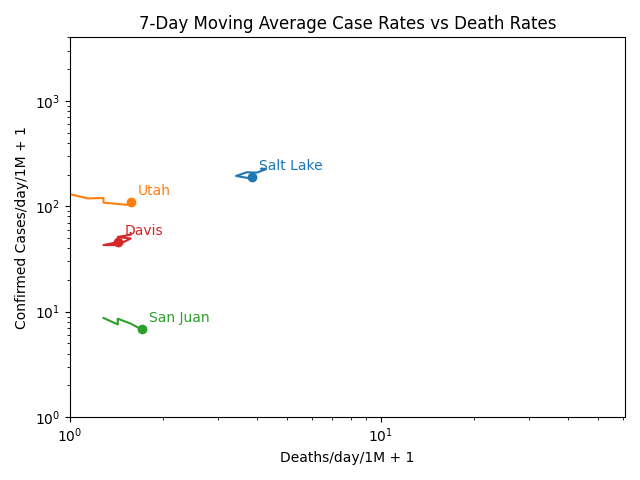 7-Day Moving Average Case Rates vs Death Rates
Confirmed Cases/day/1M + 1
10³
10²
10¹
10⁰
Salt Lake
Utah
Davis
San Juan
10⁰ 10¹
Deaths/day/1M + 1